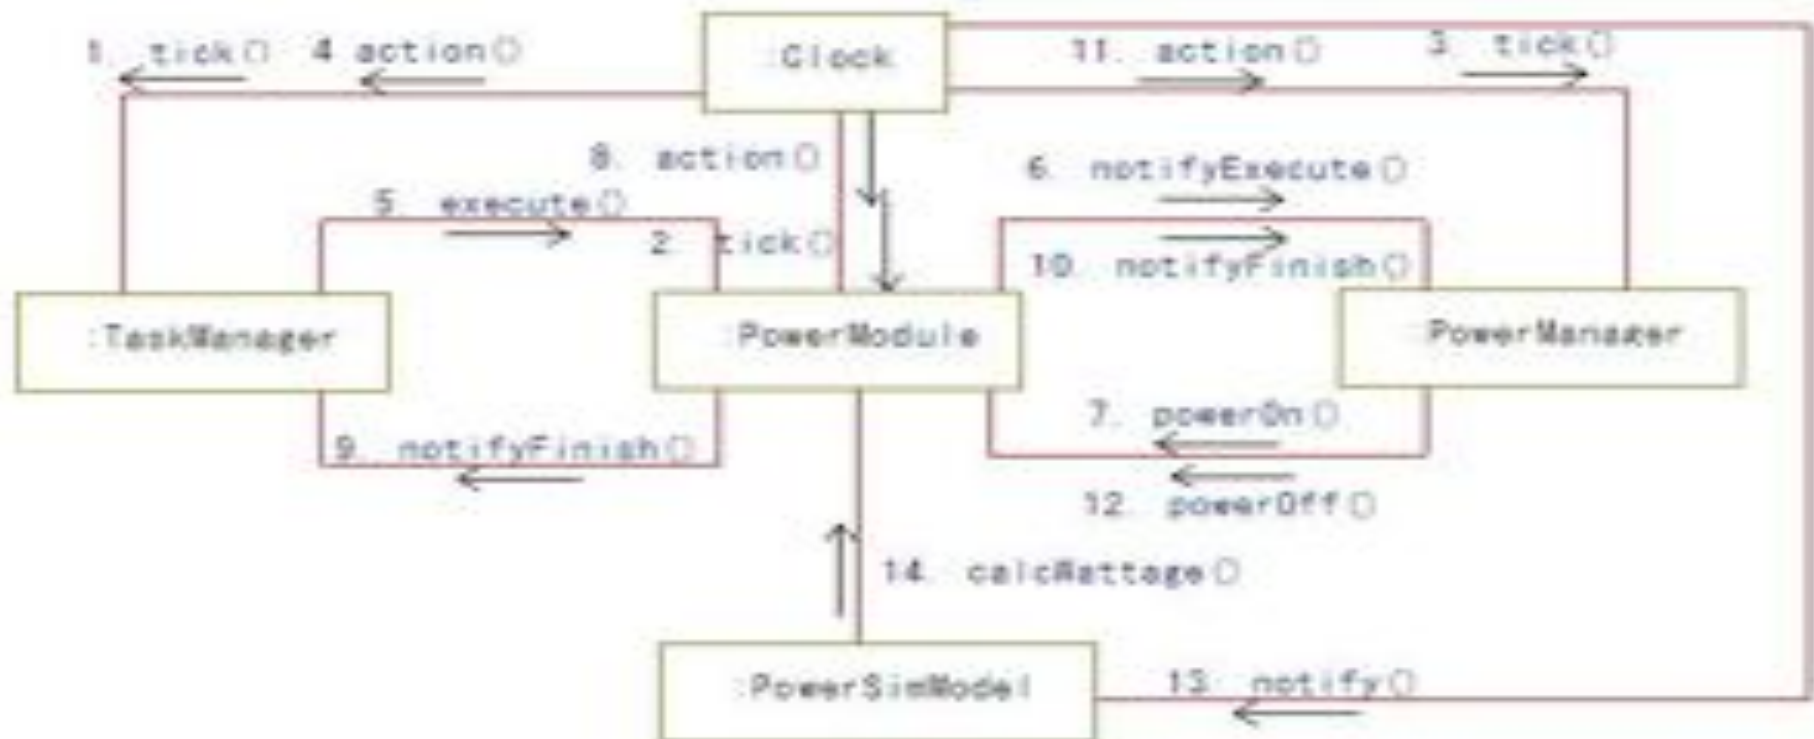 :Clock
1. tick()
4 action()
11. action()
3. tick()
8. action()
6. notifyExecute()
5. execute()
2. tick()
10. notifyFinish()
:TaskManager
:PowerModule
:PowerManager
7. powerOn()
9. notifyFinish()
12. powerOff()
14. calcWattage()
:PowerSimModel
13. notify()